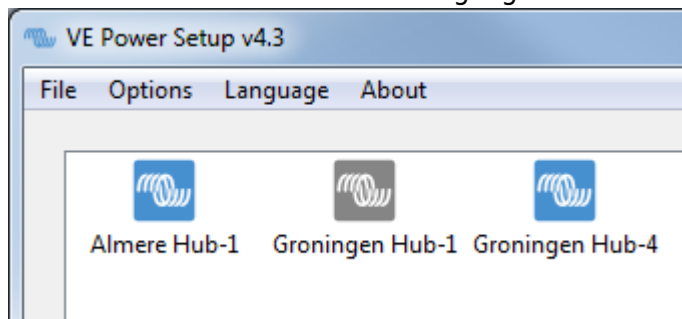 VE Power Setup v4.3
File Options Language About
Almere Hub-1 Groningen Hub-1 Groningen Hub-4